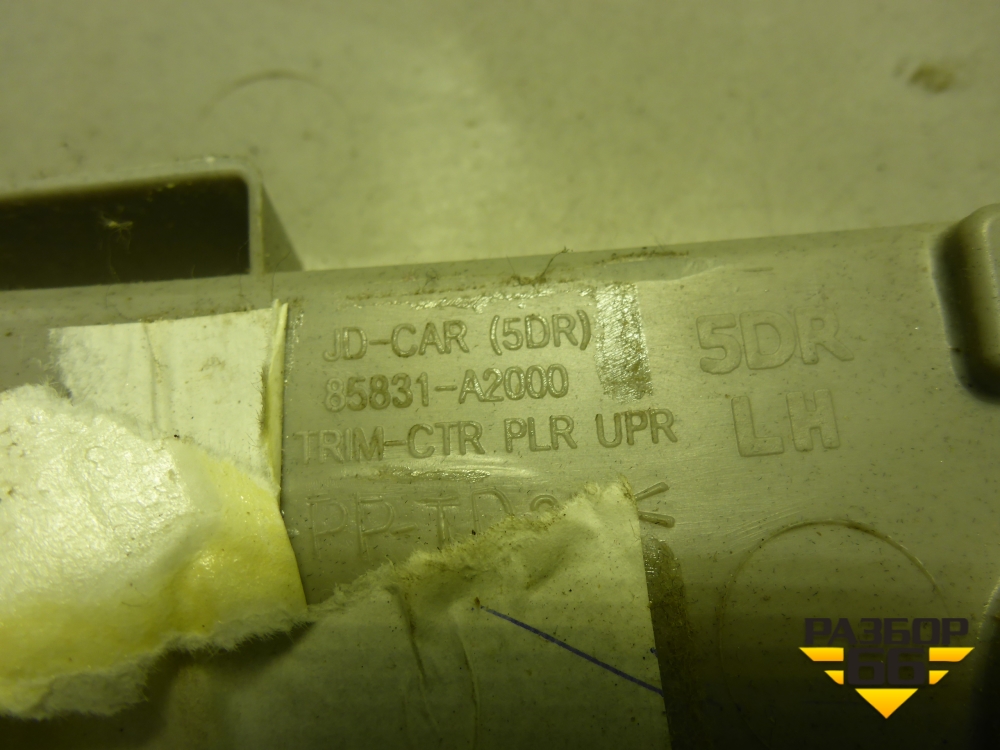 JD-CAR (5DR)
85831-A2000
TRIM-CTR PLR UPR
5DR
LH
РАЗБОР
66